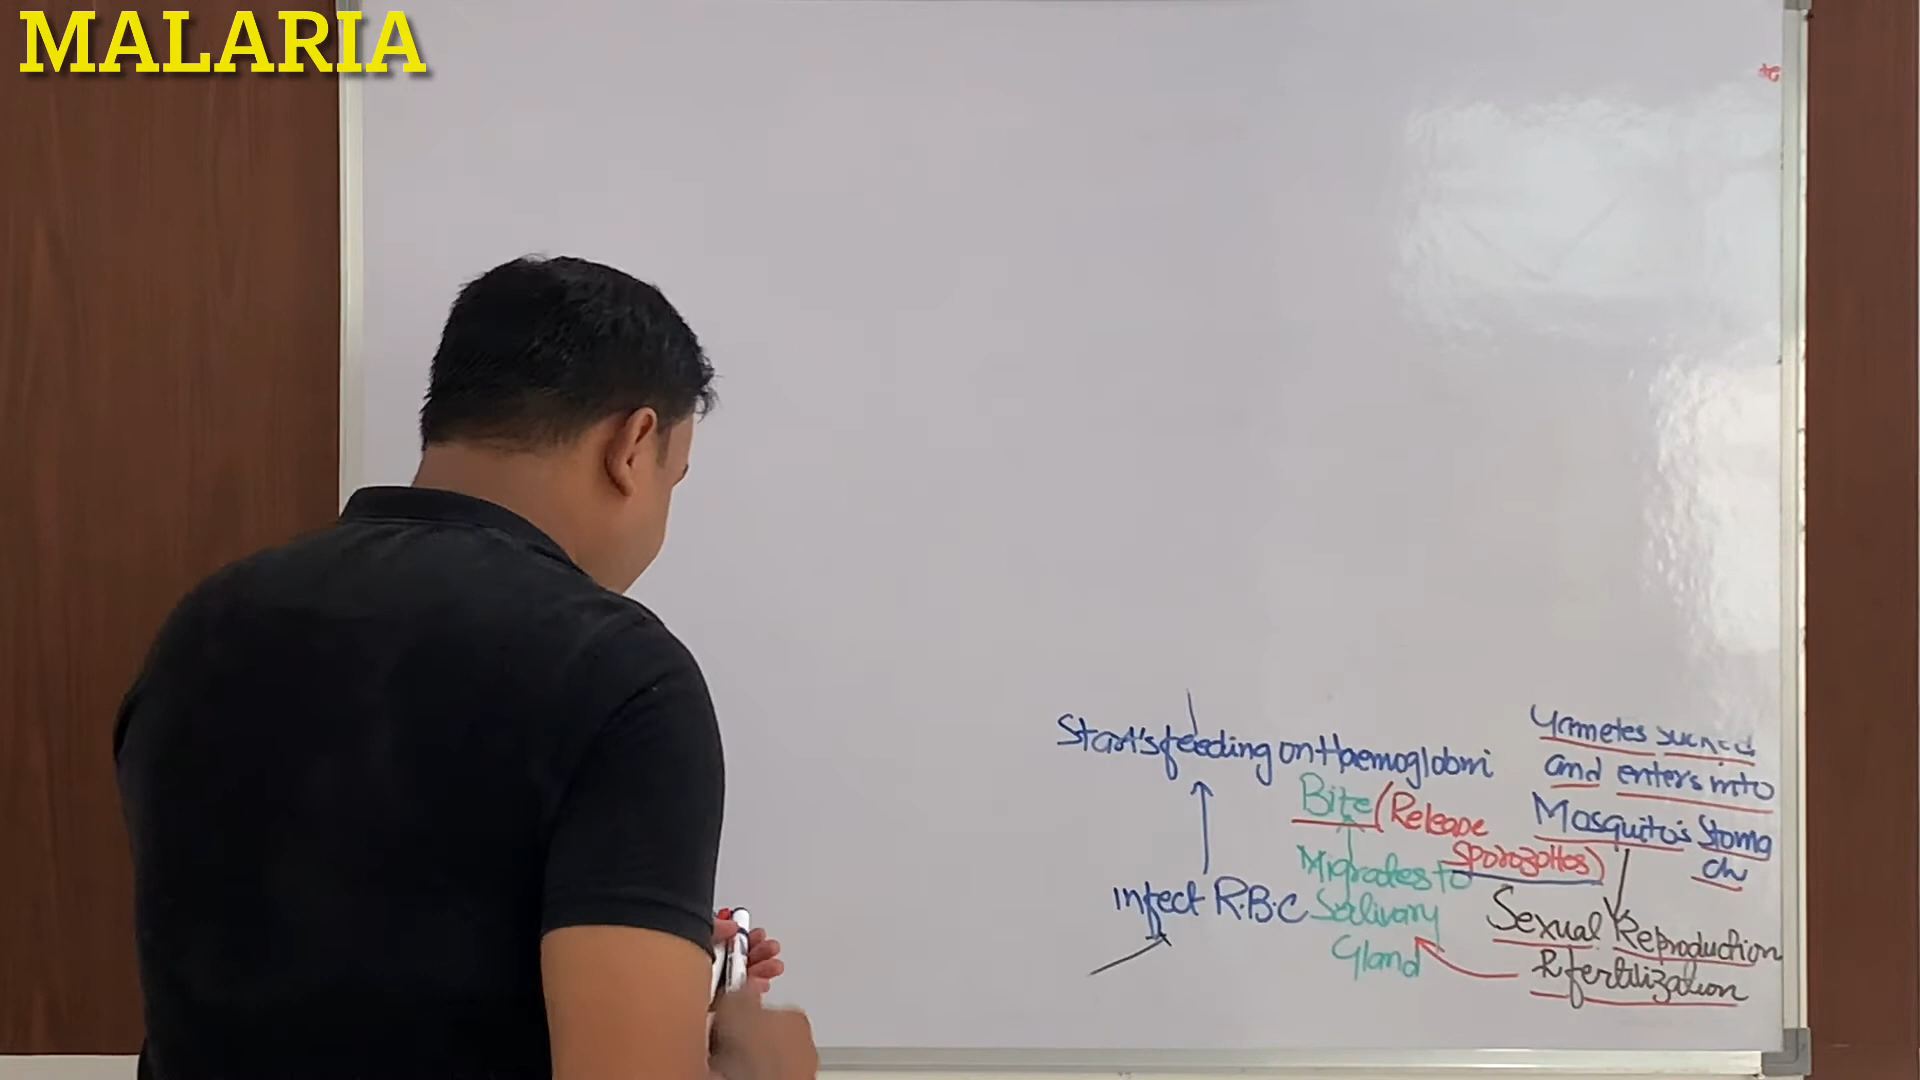 MALARIA
Start's feeding on Haemoglobin
infect R.B.C
Bite (Release
Sporozoites)
Migrates to
Salivary
Gland
Gametes sucked
and enters into
Mosquito's Stoma
ch
Sexual Reproduction
& fertilization